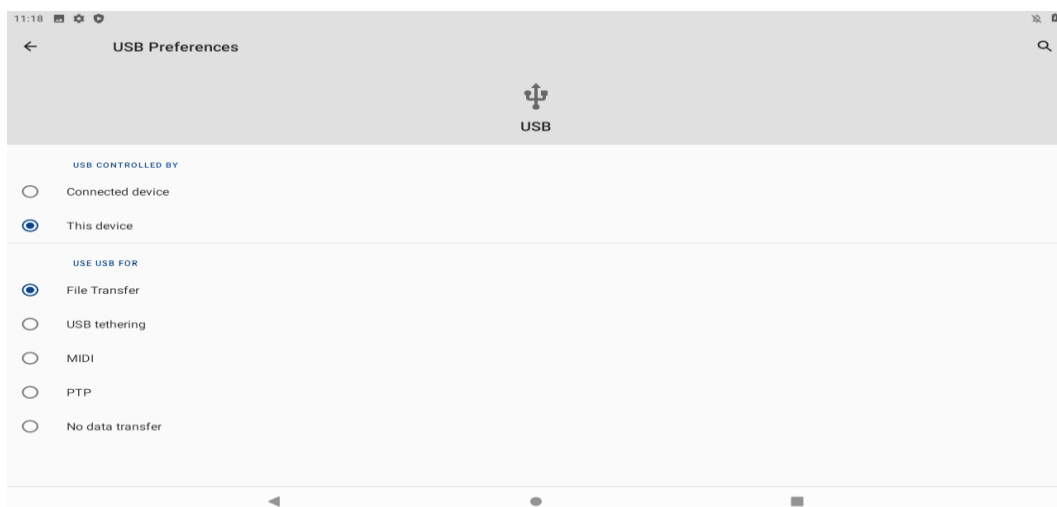 11:18
USB Preferences
USB
USB CONTROLLED BY
Connected device
This device
USE USB FOR
File Transfer
USB tethering
MIDI
PTP
No data transfer